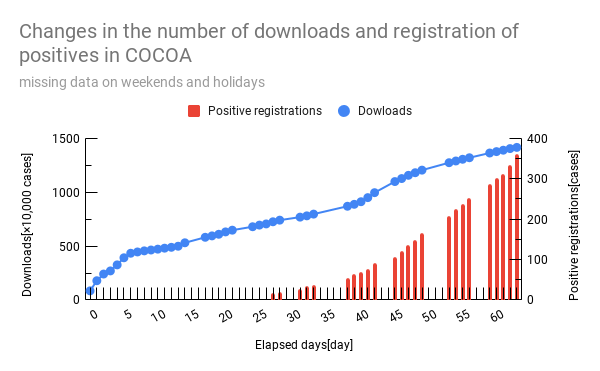 Changes in the number of downloads and registration of
positives in COCOA
missing data on weekends and holidays
Positive registrations
Dowloads
1500
1000
500
0
Downloads[×10,000 cases]
400
300
200
100
0
Positive registrations[cases]
0 5 10 15 20 25 30 35 40 45 50 55 60
Elapsed days[day]